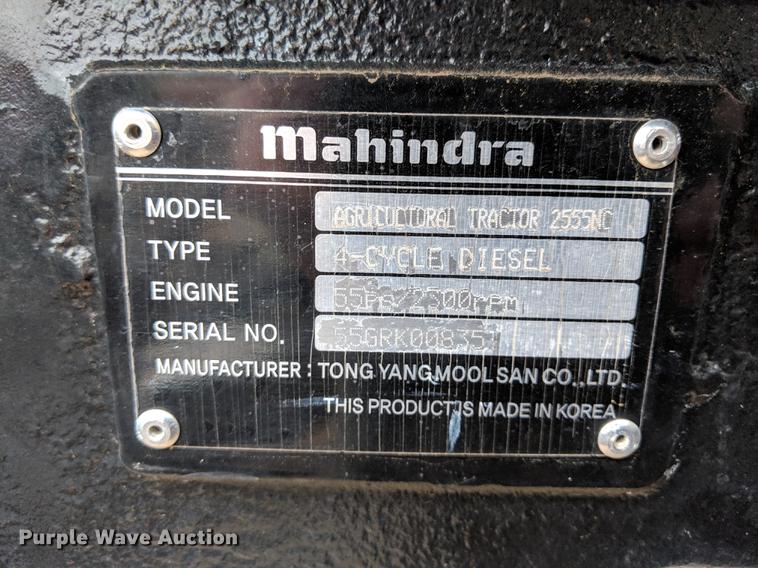 mahindra
MODEL AGRICUCTORAL TRACTOR 2555NC
TYPE 4-CYCLE DIESEL
ENGINE 55Ps/2500rpm
SERIAL NO. 55GRK00835
MANUFACTURER : TONG YANG MOOL SAN CO.,LTD.
THIS PRODUCT IS MADE IN KOREA
Purple Wave Auction